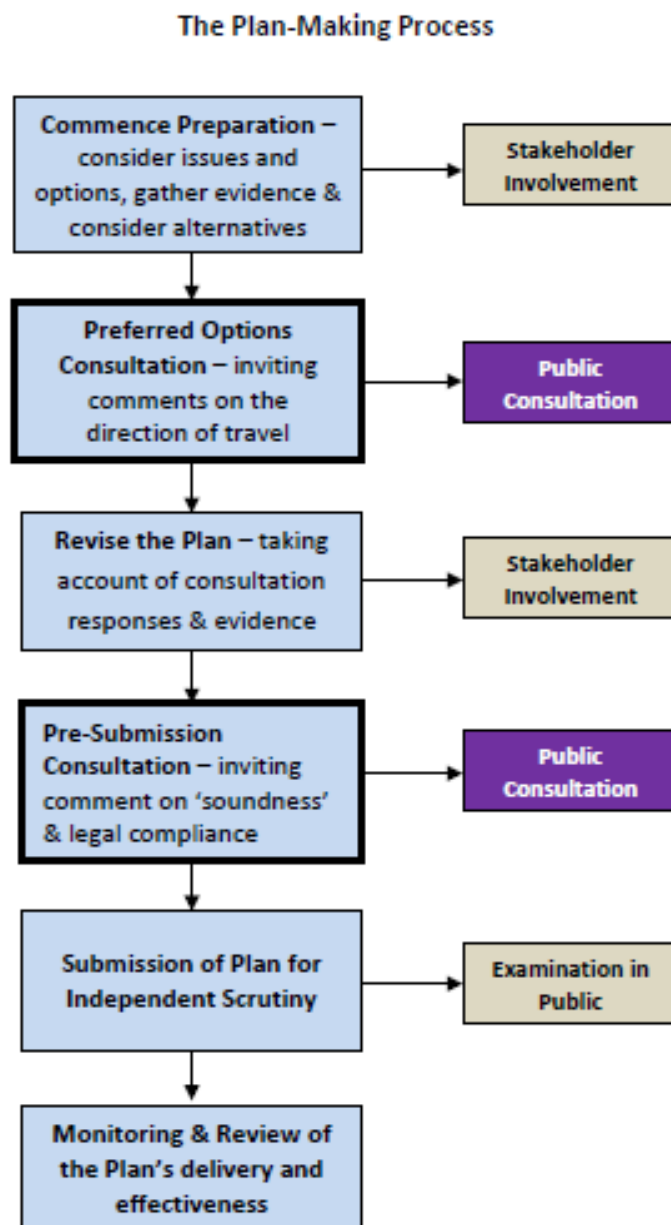 The Plan-Making Process
Commence Preparation –
consider issues and
options, gather evidence &
consider alternatives
Stakeholder
Involvement
Preferred Options
Consultation – inviting
comments on the
direction of travel
Public
Consultation
Revise the Plan – taking
account of consultation
responses & evidence
Stakeholder
Involvement
Pre-Submission
Consultation – inviting
comment on ‘soundness’
& legal compliance
Public
Consultation
Submission of Plan for
Independent Scrutiny
Examination in
Public
Monitoring & Review of
the Plan’s delivery and
effectiveness